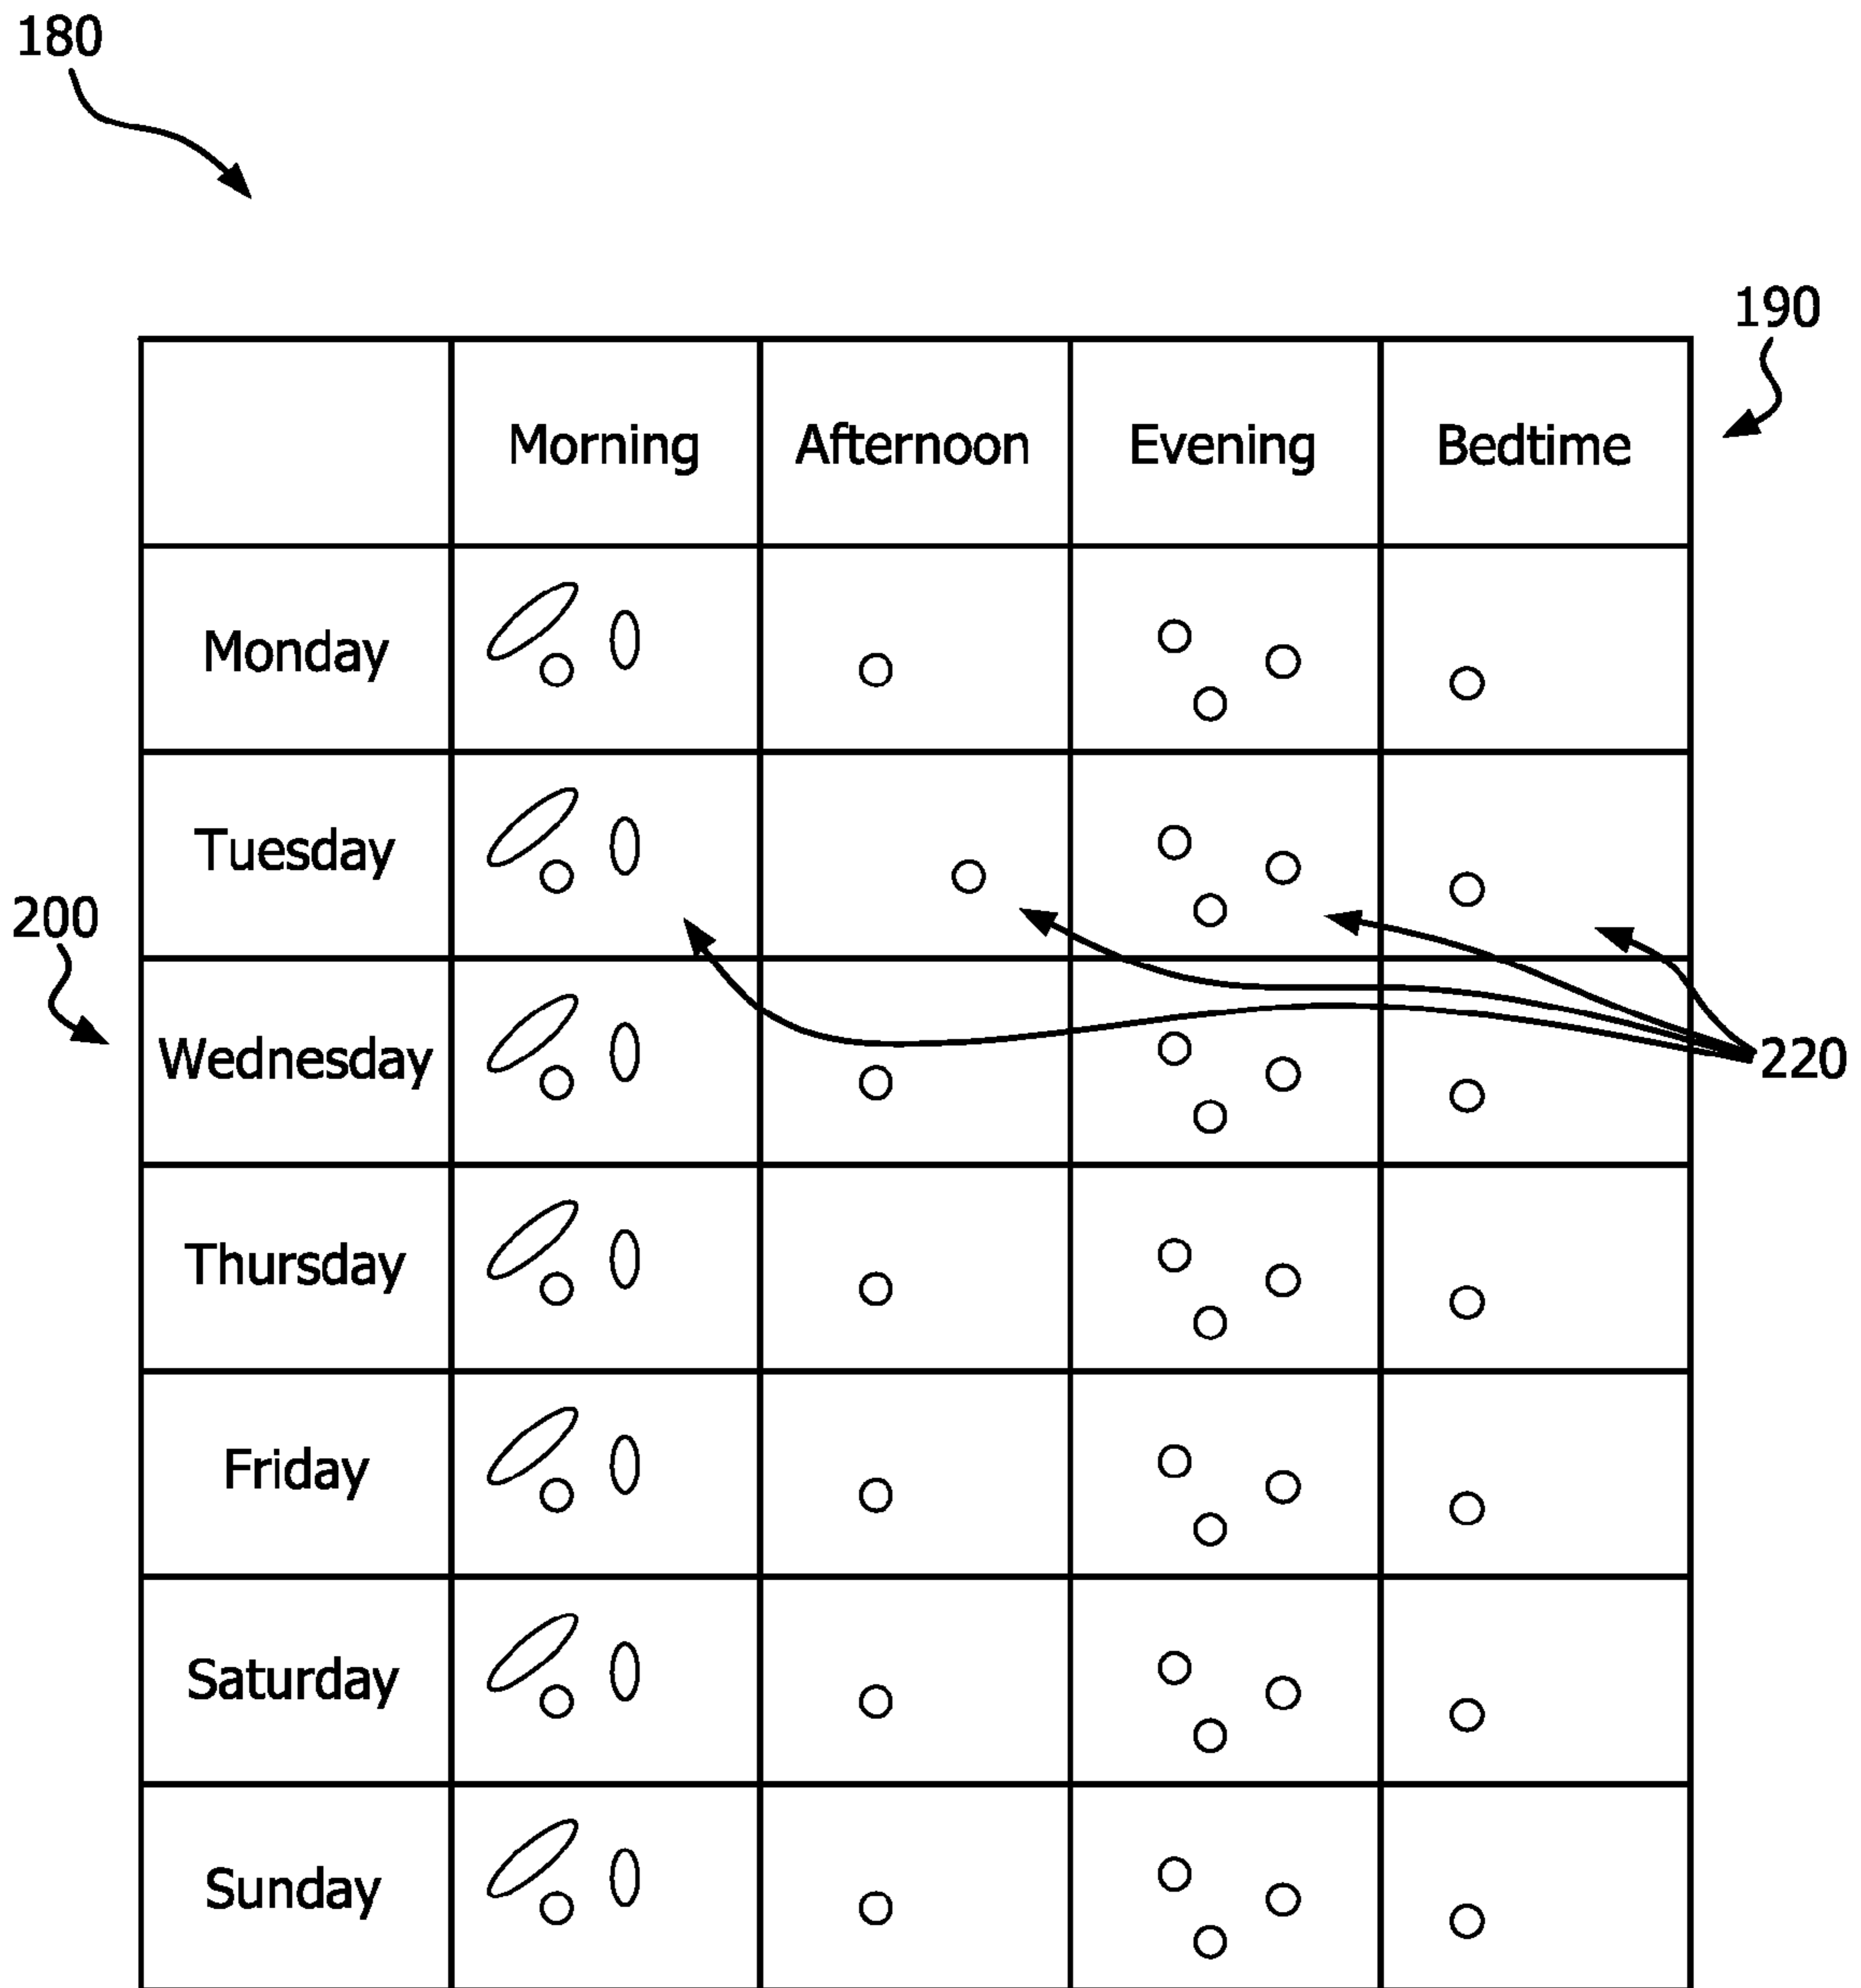 180
190
Morning Afternoon Evening Bedtime
Monday
Tuesday
200
Wednesday
220
Thursday
Friday
Saturday
Sunday